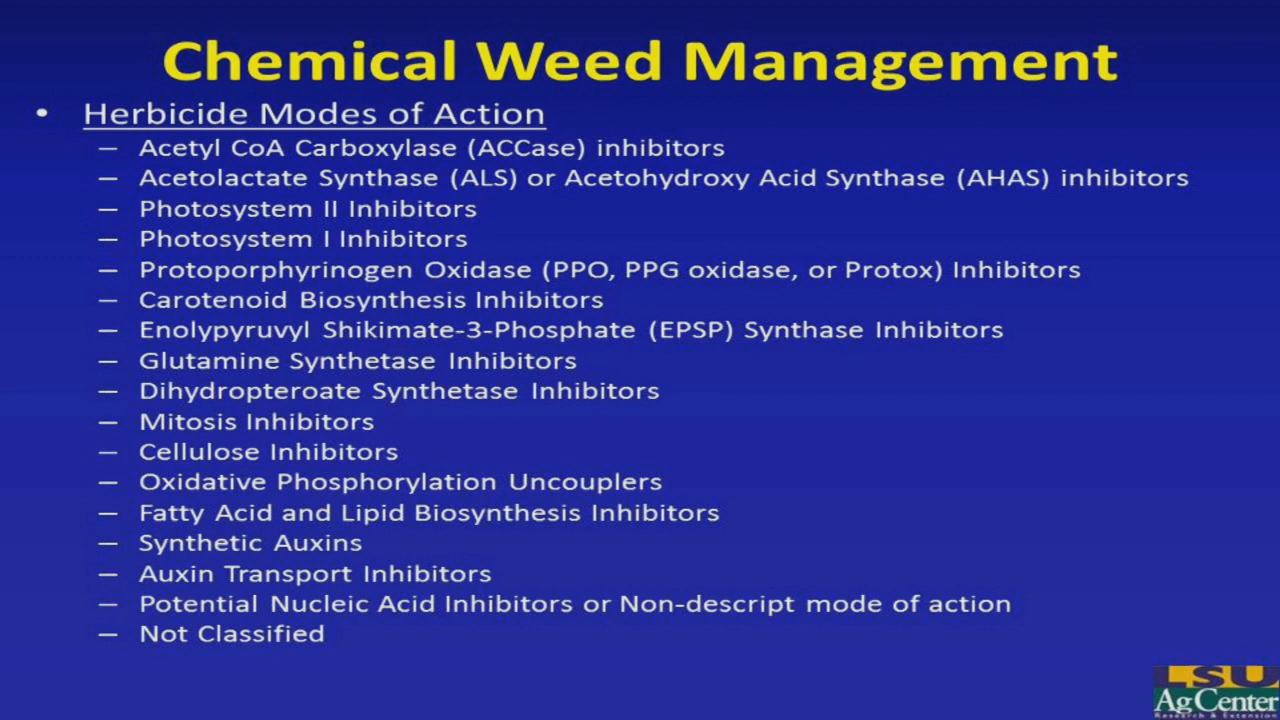 Chemical Weed Management
• Herbicide Modes of Action
– Acetyl CoA Carboxylase (ACCase) inhibitors
– Acetolactate Synthase (ALS) or Acetohydroxy Acid Synthase (AHAS) inhibitors
– Photosystem II Inhibitors
– Photosystem I Inhibitors
– Protoporphyrinogen Oxidase (PPO, PPG oxidase, or Protox) Inhibitors
– Carotenoid Biosynthesis Inhibitors
– Enolypyruvyl Shikimate-3-Phosphate (EPSP) Synthase Inhibitors
– Glutamine Synthetase Inhibitors
– Dihydropteroate Synthetase Inhibitors
– Mitosis Inhibitors
– Cellulose Inhibitors
– Oxidative Phosphorylation Uncouplers
– Fatty Acid and Lipid Biosynthesis Inhibitors
– Synthetic Auxins
– Auxin Transport Inhibitors
– Potential Nucleic Acid Inhibitors or Non-descript mode of action
– Not Classified
LSU
AgCenter
Research & Extension